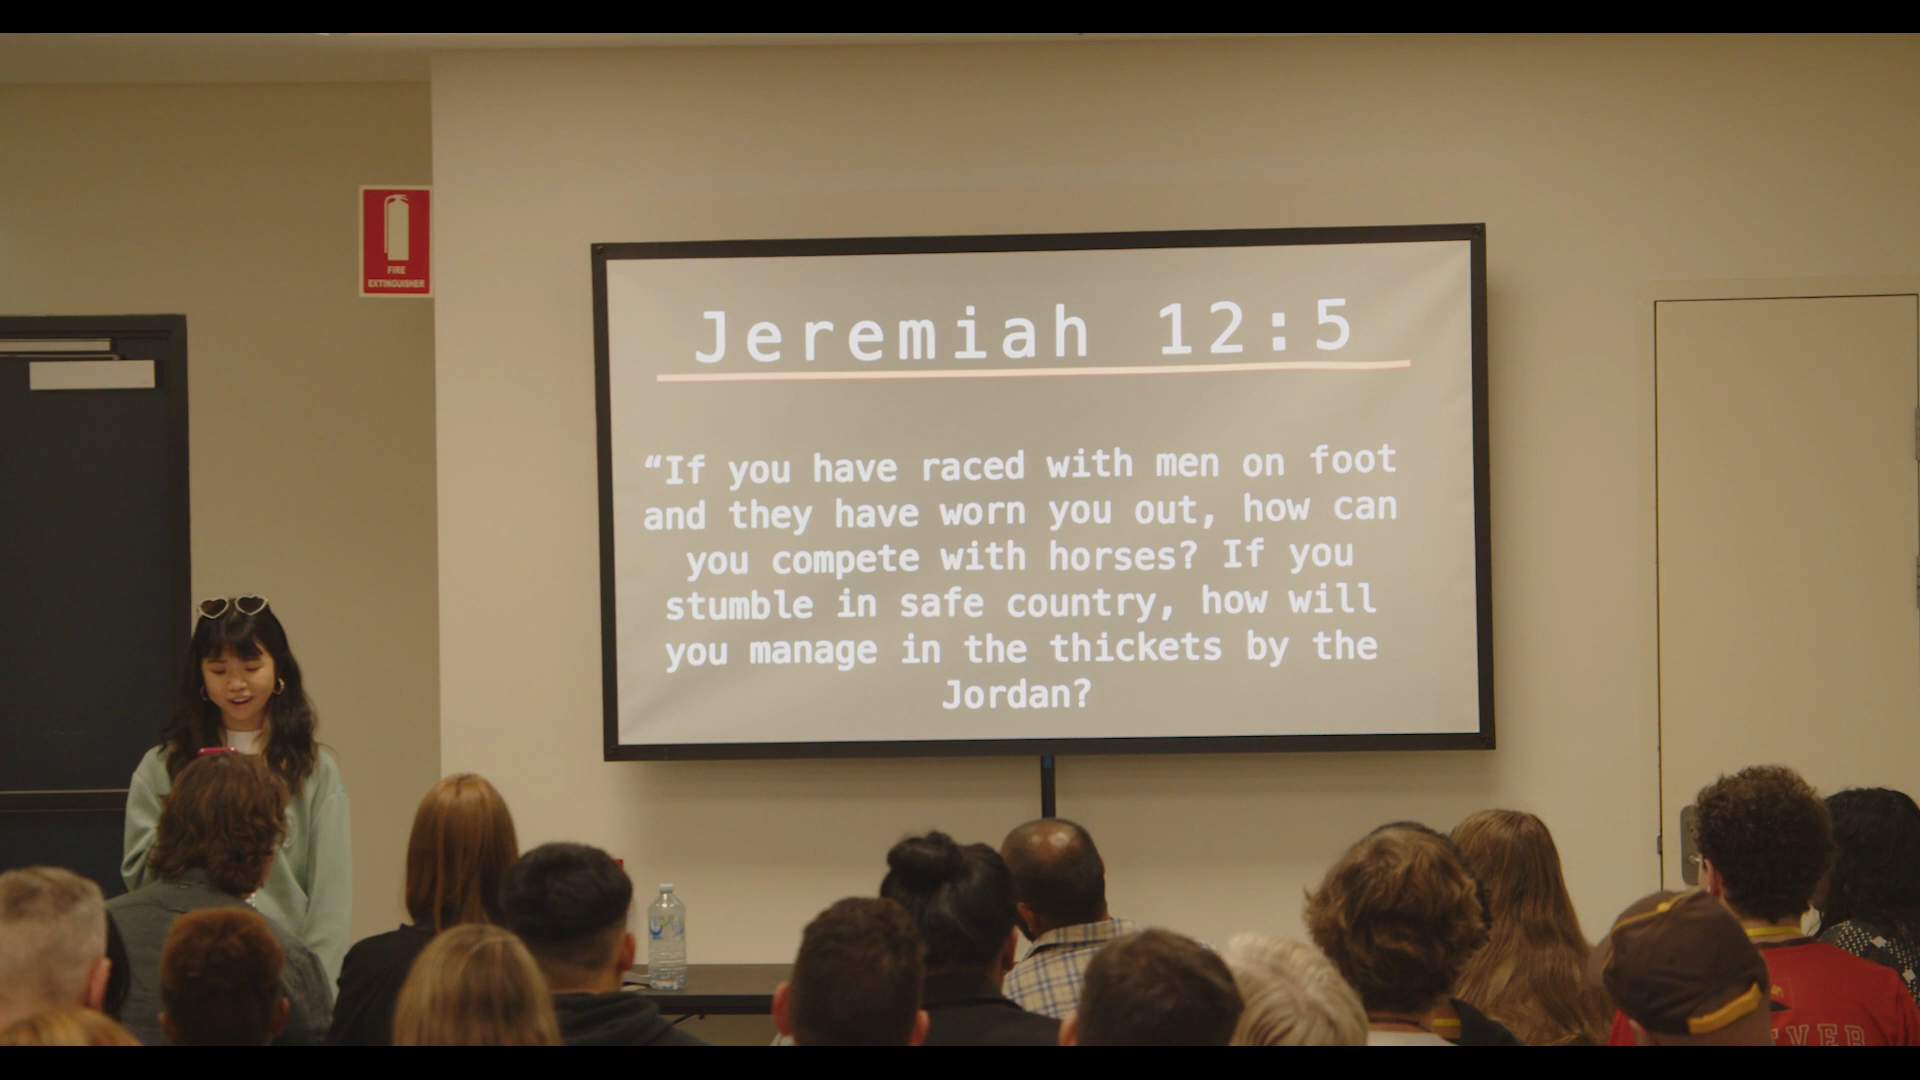 FIRE
EXTINGUISHER
Jeremiah 12:5
“If you have raced with men on foot
and they have worn you out, how can
you compete with horses? If you
stumble in safe country, how will
you manage in the thickets by the
Jordan?